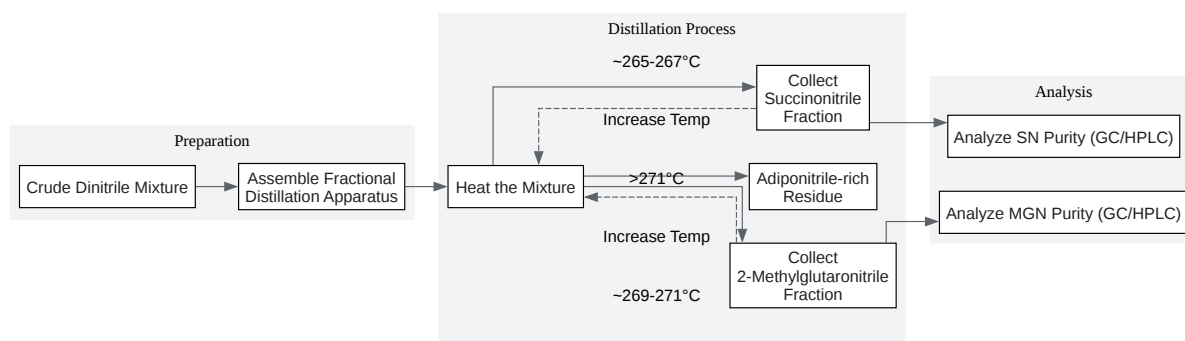 Preparation
Crude Dinitrile Mixture
Assemble Fractional
Distillation Apparatus
Distillation Process
~265-267°C
Collect
Succinonitrile
Fraction
Increase Temp
Heat the Mixture
>271°C
Adiponitrile-rich
Residue
Increase Temp
Collect
2-Methylglutaronitrile
Fraction
~269-271°C
Analysis
Analyze SN Purity (GC/HPLC)
Analyze MGN Purity (GC/HPLC)